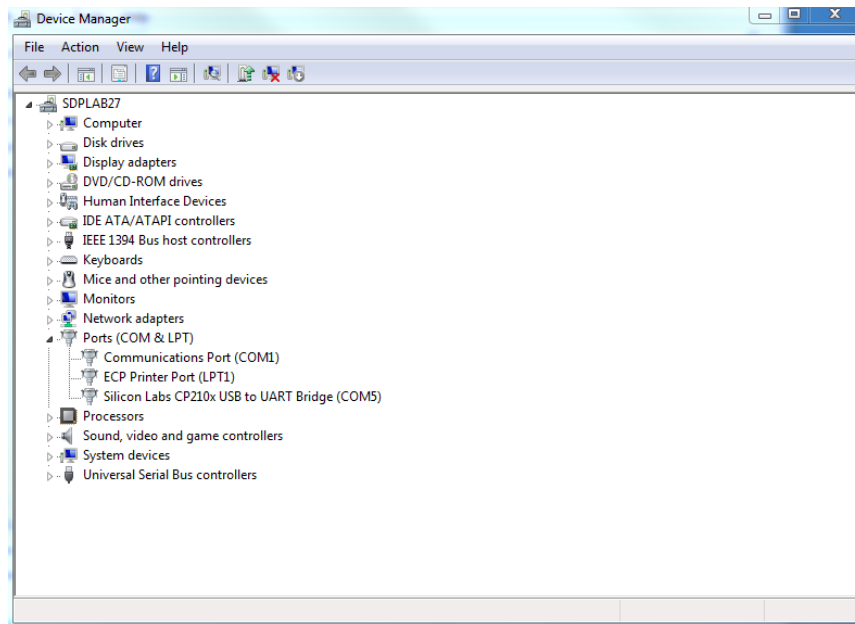 Device Manager
File Action View Help
SDPLAB27
Computer
Disk drives
Display adapters
DVD/CD-ROM drives
Human Interface Devices
IDE ATA/ATAPI controllers
IEEE 1394 Bus host controllers
Keyboards
Mice and other pointing devices
Monitors
Network adapters
Ports (COM & LPT)
Communications Port (COM1)
ECP Printer Port (LPT1)
Silicon Labs CP210x USB to UART Bridge (COM5)
Processors
Sound, video and game controllers
System devices
Universal Serial Bus controllers